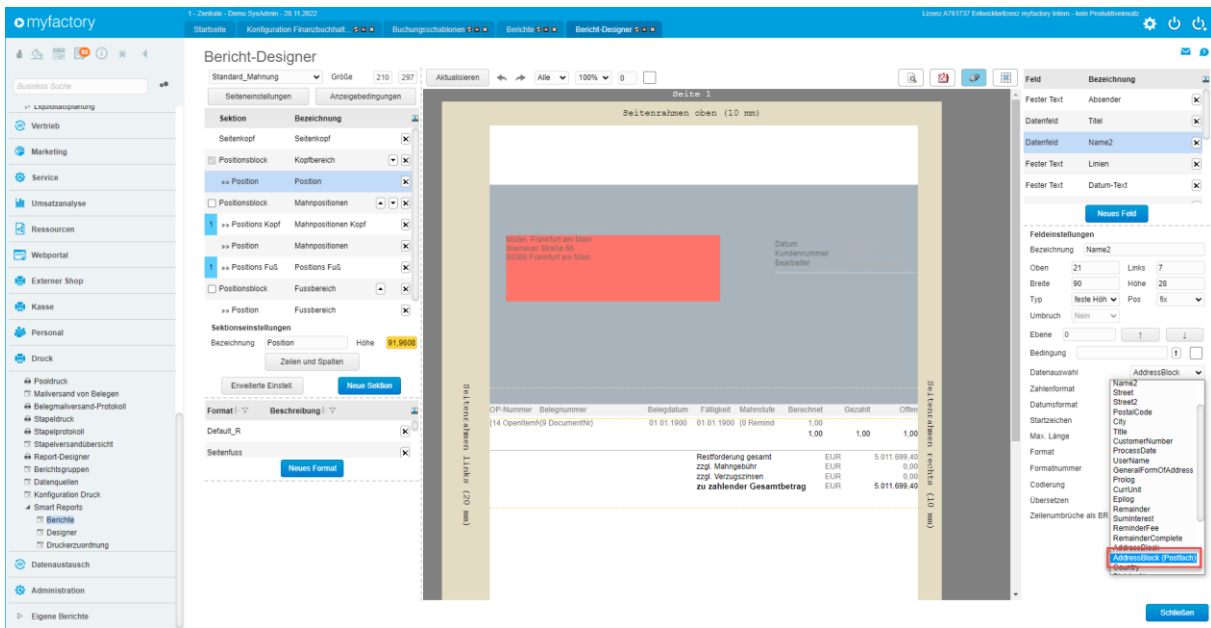 myfactory
1 - Zentrale - Demo SysAdmin - 28.11.2022
Lizenz A761737 Entwicklerlizenz myfactory Intern - kein Produktiveinsatz
Startseite
Konfiguration Finanzbuchhalt...
Buchungsschablonen
Berichte
Bericht-Designer
Business Suche
Liquiditätsplanung
Vertrieb
Marketing
Service
Umsatzanalyse
Ressourcen
Webportal
Externer Shop
Kasse
Personal
Druck
Pooldruck
Mailversand von Belegen
Belegmailversand-Protokoll
Stapeldruck
Stapelprotokoll
Stapelversandübersicht
Report-Designer
Berichtsgruppen
Datenquellen
Konfiguration Druck
Smart Reports
Berichte
Designer
Druckerzuordnung
Datenaustausch
Administration
Eigene Berichte
Bericht-Designer
Standard_Mahnung Größe 210 297
Seiteneinstellungen Anzeigebedingungen
Sektion Bezeichnung
Seitenkopf Seitenkopf
Positionsblock Kopfbereich
»» Position Position
Positionsblock Mahnpositionen
1 »» Positions Kopf Mahnpositionen Kopf
»» Position Mahnpositionen
1 »» Positions Fuß Positions Fuß
Positionsblock Fussbereich
»» Position Fussbereich
Sektionseinstellungen
Bezeichnung Position Höhe 91,9608
Zeilen und Spalten
Erweiterte Einstell. Neue Sektion
Format Beschreibung
Default_R
Seitenfuss
Neues Format
Aktualisieren Alle 100% 0
Seite 1
Seitenrahmen oben (10 mm)
Müller, Frankfurt am Main
Steinauer Straße 69
60386 Frankfurt am Main
Datum
Kundennummer
Bearbeiter
Seitenrahmen links (20 mm)
Seitenrahmen rechts (10 mm)
OP-Nummer Belegnummer Belegdatum Fälligkeit Mahnstufe Berechnet Gezahlt Offen
(14 OpenItemN(9 DocumentNr) 01.01.1900 01.01.1900 (9 Remind 1,00
1,00 1,00 1,00
Restforderung gesamt EUR 5.011.699,40
zzgl. Mahngebühr EUR 0,00
zzgl. Verzugszinsen EUR 0,00
zu zahlender Gesamtbetrag EUR 5.011.699,40
Feld Bezeichnung
Fester Text Absender
Datenfeld Titel
Datenfeld Name2
Fester Text Linien
Fester Text Datum-Text
Neues Feld
Feldeinstellungen
Bezeichnung Name2
Oben 21 Links 7
Breite 90 Höhe 28
Typ feste Höh Pos fix
Umbruch Nein
Ebene 0 ↑ ↓
Bedingung
Datenauswahl AddressBlock
Zahlenformat
Datumsformat
Startzeichen
Max. Länge
Format
Formatnummer
Codierung
Übersetzen
Zeilenumbrüche als BR
Name2
Street
Street2
PostalCode
City
Title
CustomerNumber
ProcessDate
UserName
GeneralFormOfAddress
Prolog
CurrUnit
Epilog
Remainder
SumInterest
ReminderFee
RemainderComplete
AddressBlock
AddressBlock (Postfach)
Country
Schließen